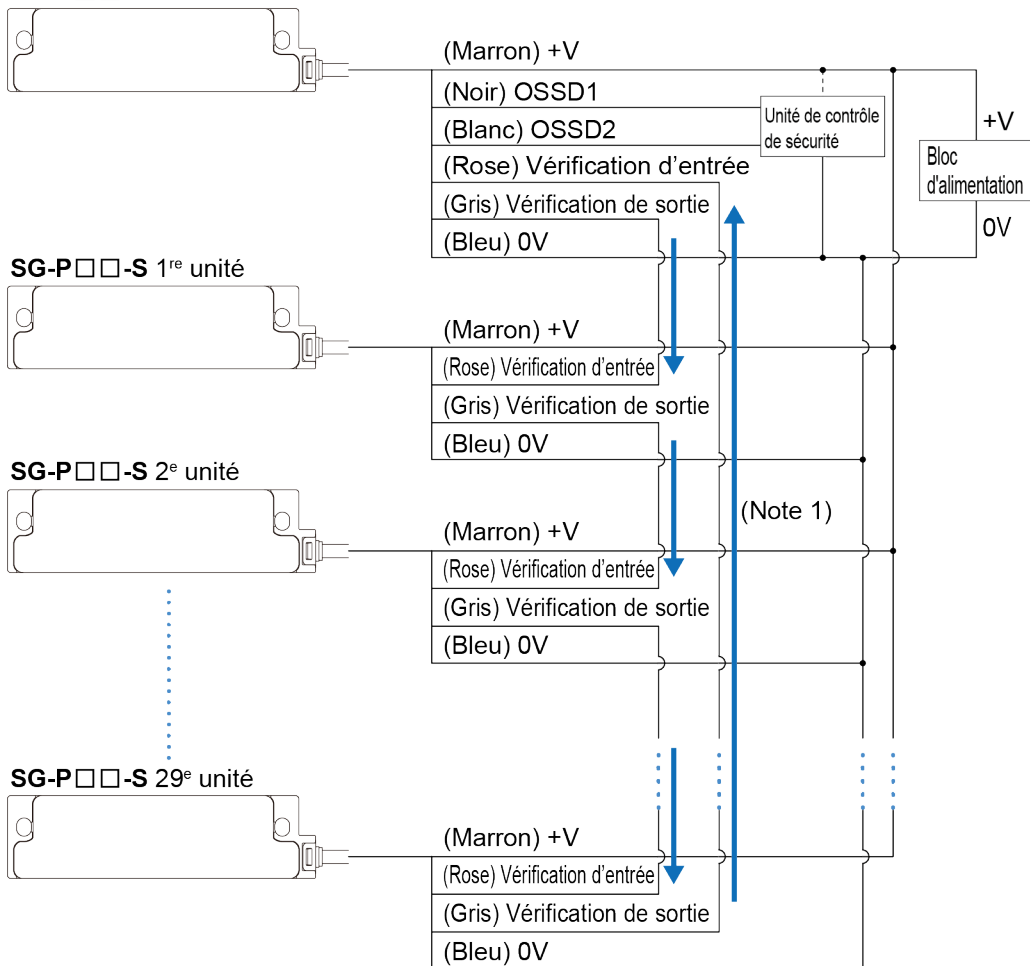 (Marron) +V
(Noir) OSSD1
(Blanc) OSSD2
(Rose) Vérification d'entrée
(Gris) Vérification de sortie
(Bleu) 0V
Unité de contrôle
de sécurité
+V
Bloc
d'alimentation
0V
SG-P□□-S 1re unité
(Marron) +V
(Rose) Vérification d'entrée
(Gris) Vérification de sortie
(Bleu) 0V
SG-P□□-S 2e unité
(Note 1)
(Marron) +V
(Rose) Vérification d'entrée
(Gris) Vérification de sortie
(Bleu) 0V
SG-P□□-S 29e unité
(Marron) +V
(Rose) Vérification d'entrée
(Gris) Vérification de sortie
(Bleu) 0V